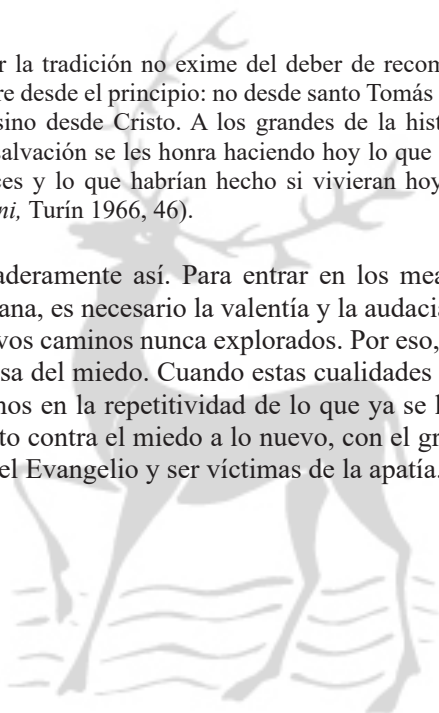 r la tradición no exime del deber de recom
re desde el principio: no desde santo Tomás
sino desde Cristo. A los grandes de la hist
salvación se les honra haciendo hoy lo que
ces y lo que habrían hecho si vivieran hoy
ni, Turín 1966, 46).
aderamente así. Para entrar en los mea
ana, es necesario la valentía y la audacia
vos caminos nunca explorados. Por eso,
sa del miedo. Cuando estas cualidades
nos en la repetitividad de lo que ya se h
to contra el miedo a lo nuevo, con el gr
el Evangelio y ser víctimas de la apatía.